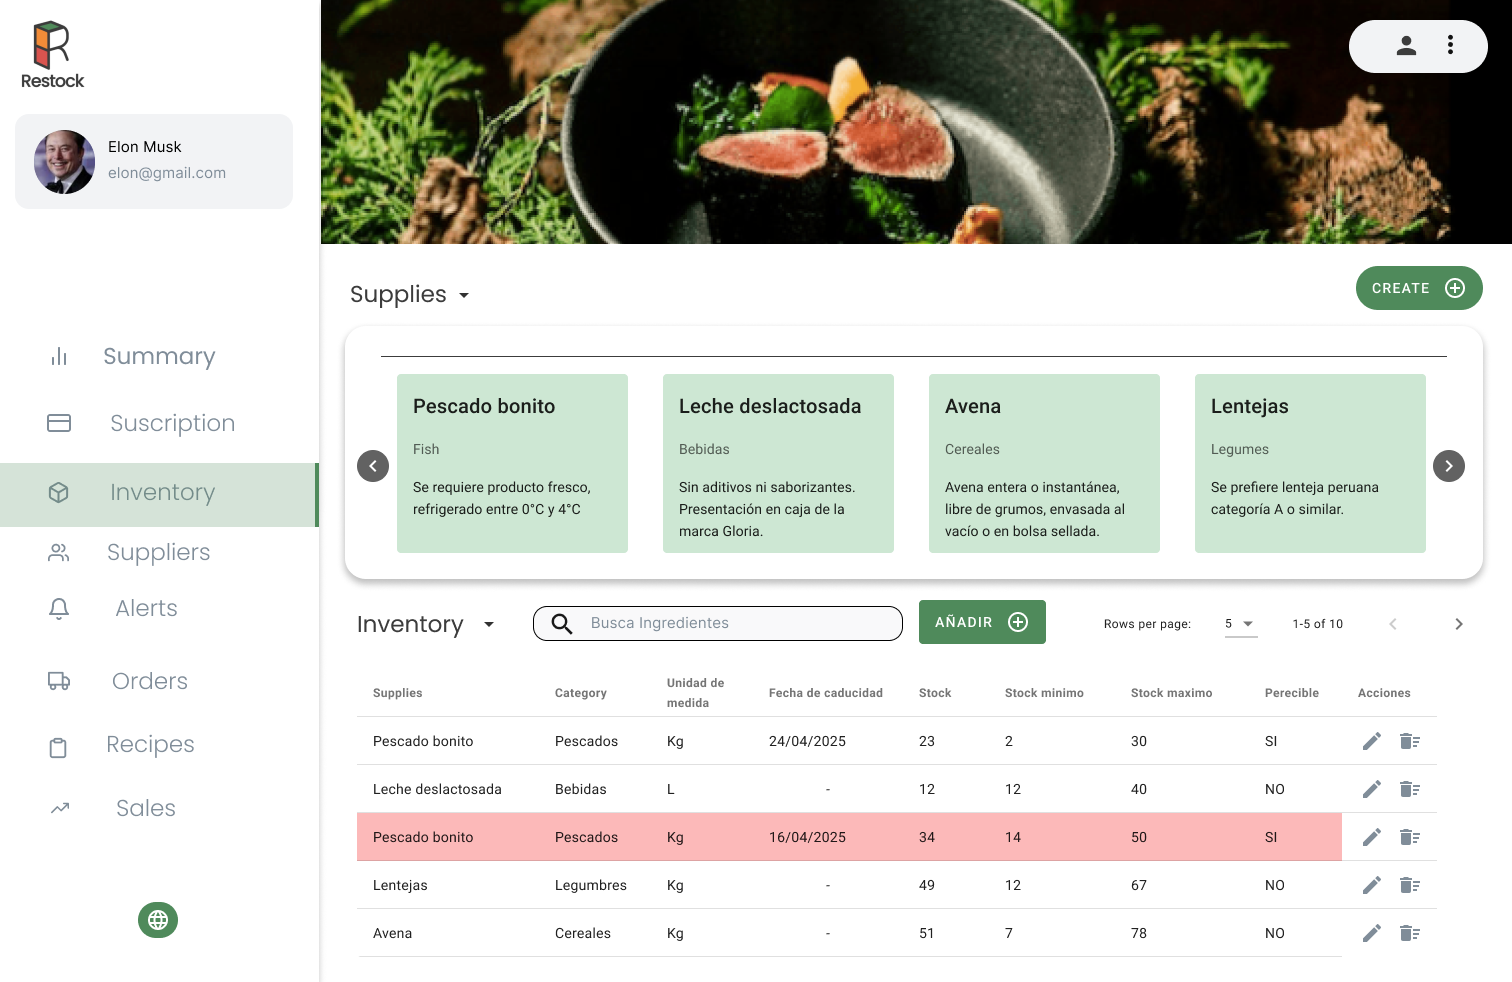 Restock
Elon Musk
elon@gmail.com
Summary
Suscription
Inventory
Suppliers
Alerts
Orders
Recipes
Sales
Supplies
CREATE
Pescado bonito
Fish
Se requiere producto fresco,
refrigerado entre 0°C y 4°C
Leche deslactosada
Bebidas
Sin aditivos ni saborizantes.
Presentación en caja de la
marca Gloria.
Avena
Cereales
Avena entera o instantánea,
libre de grumos, envasada al
vacío o en bolsa sellada.
Lentejas
Legumes
Se prefiere lenteja peruana
categoría A o similar.
Inventory
Busca Ingredientes
AÑADIR
Rows per page: 5 1-5 of 10
Supplies Category Unidad de medida Fecha de caducidad Stock Stock minimo Stock maximo Perecible Acciones
Pescado bonito Pescados Kg 24/04/2025 23 2 30 SI
Leche deslactosada Bebidas L - 12 12 40 NO
Pescado bonito Pescados Kg 16/04/2025 34 14 50 SI
Lentejas Legumbres Kg - 49 12 67 NO
Avena Cereales Kg - 51 7 78 NO